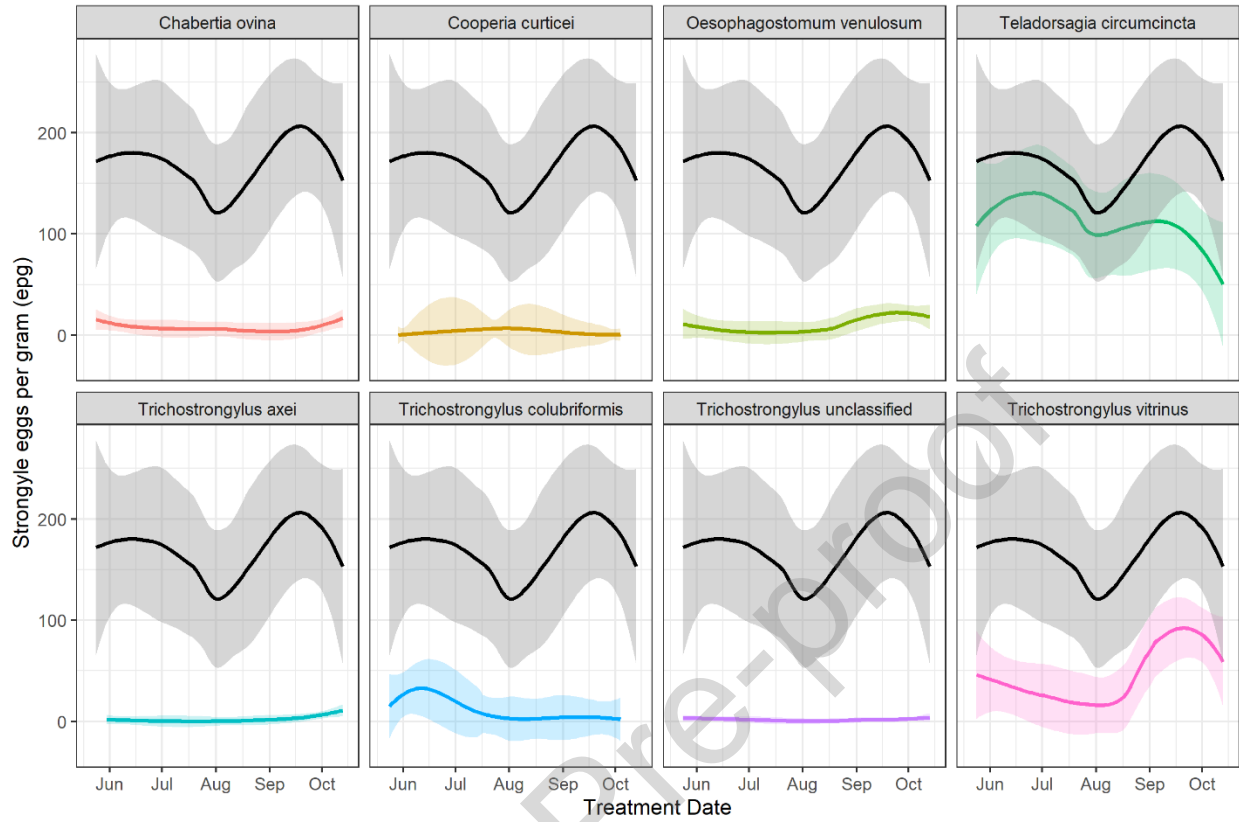 Chabertia ovina
Cooperia curticei
Oesophagostomum venulosum
Teladorsagia circumcincta
200
100
0
Trichostrongylus axei
Trichostrongylus colubriformis
Trichostrongylus unclassified
Trichostrongylus vitrinus
200
100
0
Strongyle eggs per gram (epg)
Jun Jul Aug Sep Oct
Jun Jul Aug Sep Oct
Jun Jul Aug Sep Oct
Jun Jul Aug Sep Oct
Treatment Date
Pre-proof